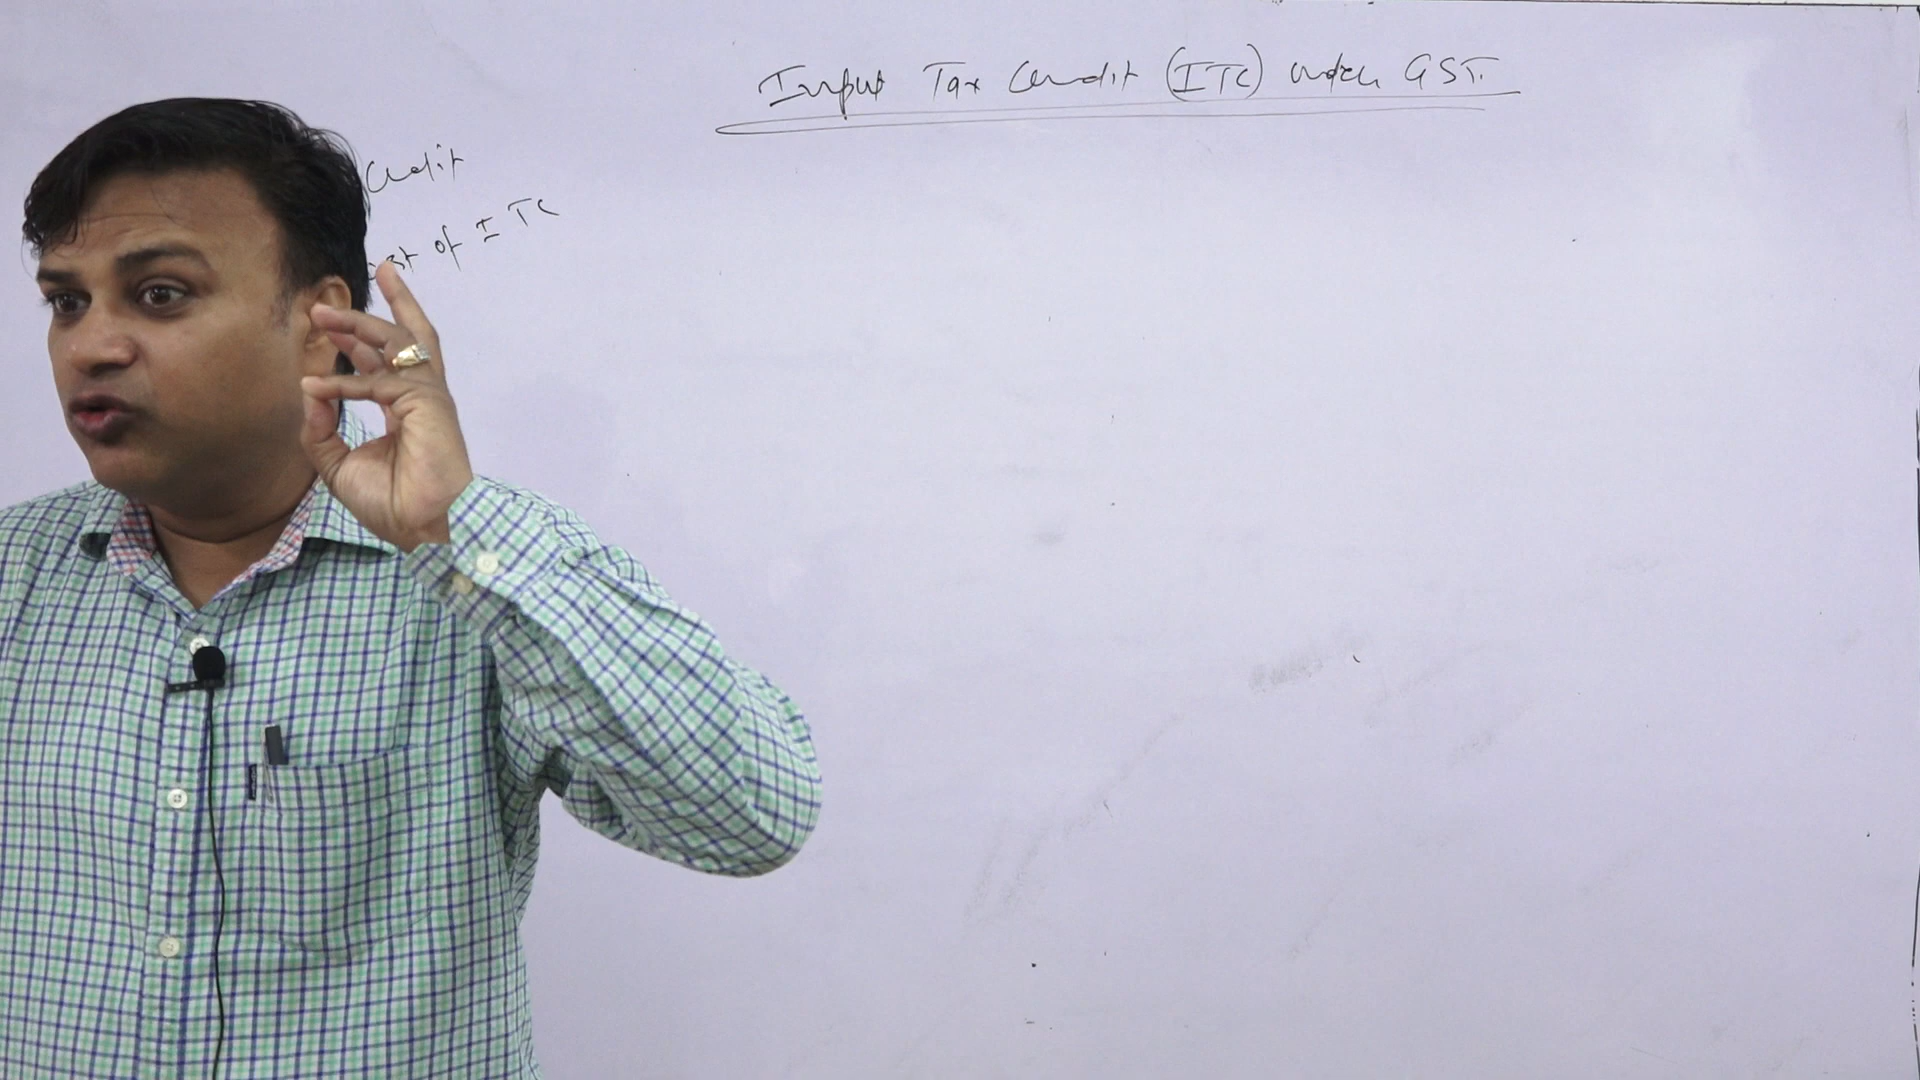 Input Tax Credit (ITC) under GST.
Credit
of ITC